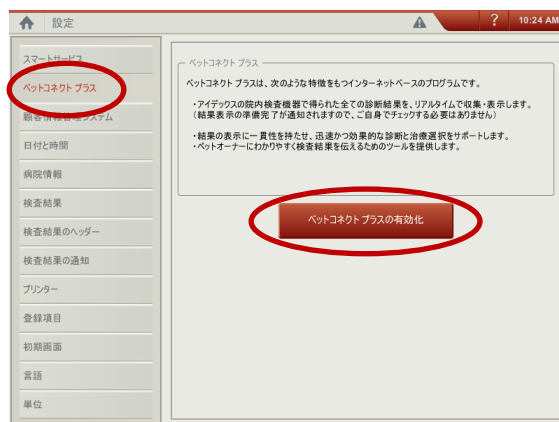 設定
? 10:24 AM
スマートサービス
ペットコネクト プラス
顧客情報管理システム
日付と時間
病院情報
検査結果
検査結果のヘッダー
検査結果の通知
プリンター
登録項目
初期画面
言語
単位
ペットコネクト プラス
ペットコネクト プラスは、次のような特徴をもつインターネットベースのプログラムです。
・アイデックスの院内検査機器で得られた全ての診断結果を、リアルタイムで収集・表示します。
（結果表示の準備完了が通知されますので、ご自身でチェックする必要はありません）
・結果の表示に一貫性を持たせ、迅速かつ効果的な診断と治療選択をサポートします。
・ペットオーナーにわかりやすく検査結果を伝えるためのツールを提供します。
ペットコネクト プラスの有効化